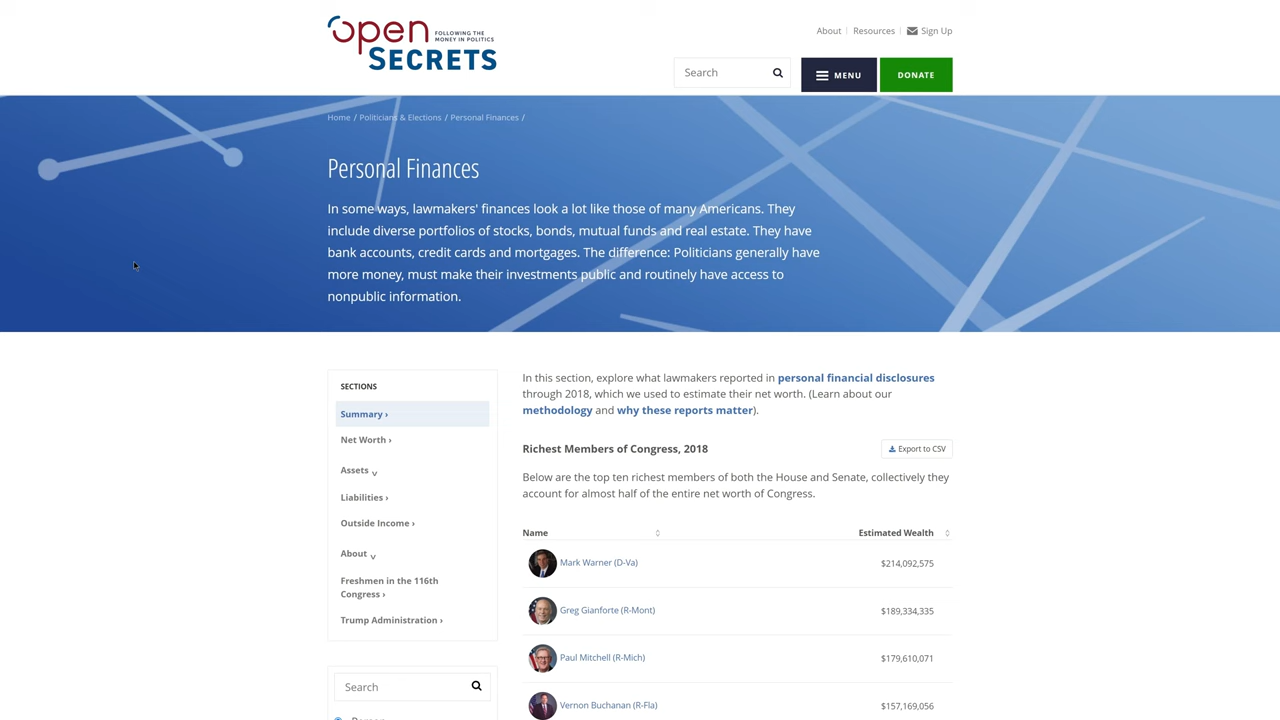 open
SECRETS
FOLLOWING THE
MONEY IN POLITICS
About
Resources
Sign Up
Search
MENU
DONATE
Home / Politicians & Elections / Personal Finances /
Personal Finances
In some ways, lawmakers' finances look a lot like those of many Americans. They
include diverse portfolios of stocks, bonds, mutual funds and real estate. They have
bank accounts, credit cards and mortgages. The difference: Politicians generally have
more money, must make their investments public and routinely have access to
nonpublic information.
SECTIONS
Summary ›
Net Worth ›
Assets
Liabilities ›
Outside Income ›
About
Freshmen in the 116th
Congress ›
Trump Administration ›
Search
Person
In this section, explore what lawmakers reported in personal financial disclosures
through 2018, which we used to estimate their net worth. (Learn about our
methodology and why these reports matter).
Richest Members of Congress, 2018
Export to CSV
Below are the top ten richest members of both the House and Senate, collectively they
account for almost half of the entire net worth of Congress.
Name Estimated Wealth
Mark Warner (D-Va) $214,092,575
Greg Gianforte (R-Mont) $189,334,335
Paul Mitchell (R-Mich) $179,610,071
Vernon Buchanan (R-Fla) $157,169,056